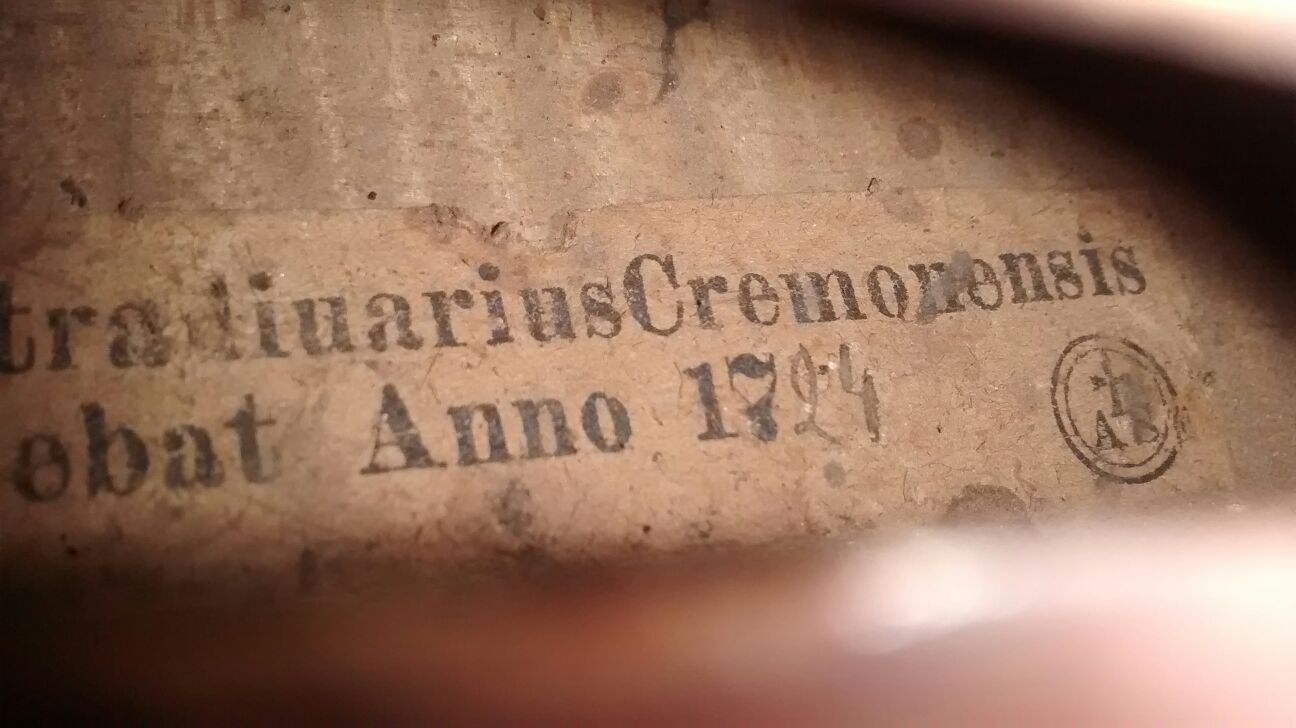 tradiuariusCremonensis
ebat Anno 1724
A S